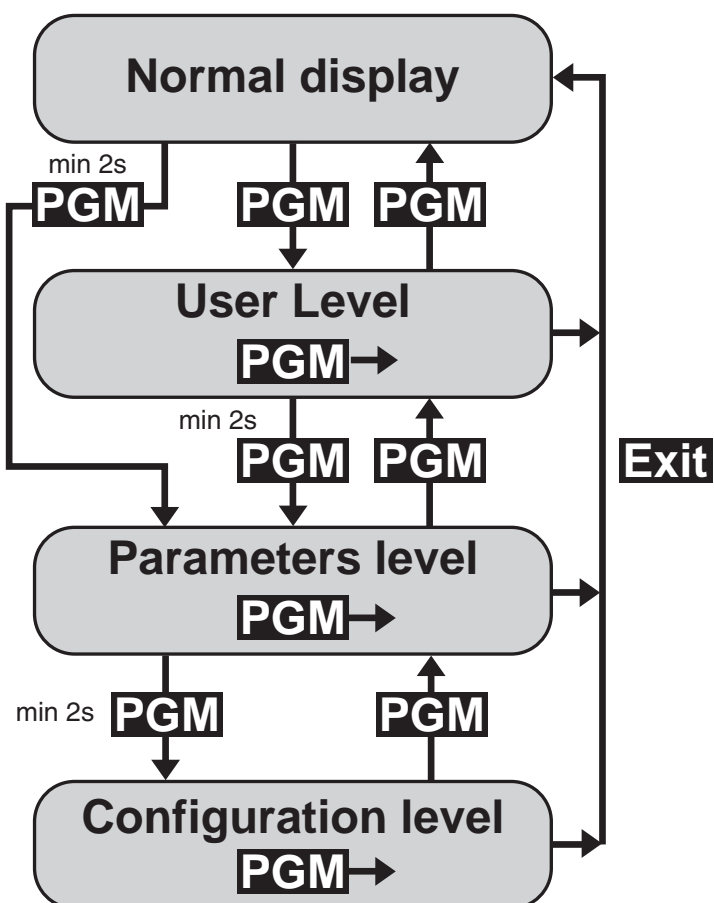 Normal display
min 2s
PGM PGM PGM
User Level
PGM
min 2s
PGM PGM
Exit
Parameters level
PGM
min 2s PGM PGM
Configuration level
PGM